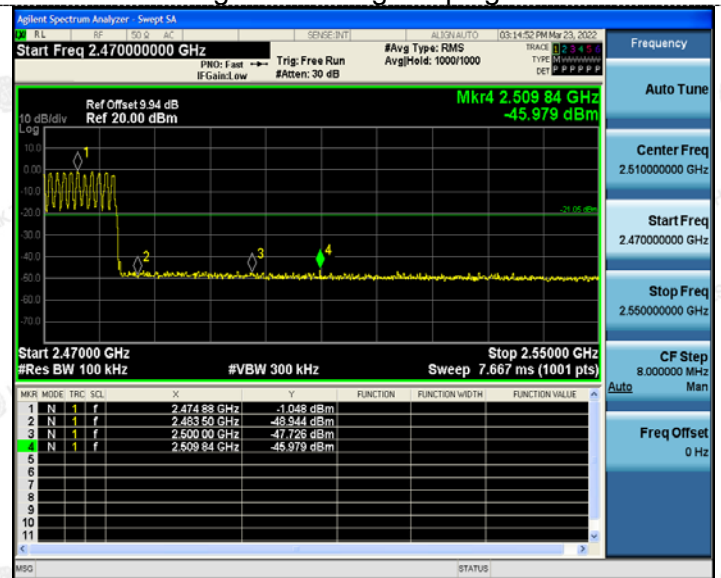 Agilent Spectrum Analyzer - Swept SA
RL RF 50 Ω AC SENSE:INT ALIGN AUTO 03:14:52 PM Mar 23, 2022
Start Freq 2.470000000 GHz #Avg Type: RMS TRACE 1 2 3 4 5 6
PNO: Fast Trig: Free Run Avg|Hold: 1000/1000 TYPE M
IFGain:Low #Atten: 30 dB DET P P P P P P
Mkr4 2.509 84 GHz
Ref Offset 9.94 dB
10 dB/div Ref 20.00 dBm -45.979 dBm
Log
10.0
0.00
-10.0
-20.0
-30.0
-40.0
-50.0
-60.0
-70.0
1
2
3
4
-21.05 dBm
Start 2.47000 GHz Stop 2.55000 GHz
#Res BW 100 kHz #VBW 300 kHz Sweep 7.667 ms (1001 pts)
MKR MODE TRC SCL X Y FUNCTION FUNCTION WIDTH FUNCTION VALUE
1 N 1 f 2.474 88 GHz -1.048 dBm
2 N 1 f 2.483 50 GHz -48.944 dBm
3 N 1 f 2.500 00 GHz -47.726 dBm
4 N 1 f 2.509 84 GHz -45.979 dBm
5
6
7
8
9
10
11
MSG STATUS
Frequency
Auto Tune
Center Freq
2.510000000 GHz
Start Freq
2.470000000 GHz
Stop Freq
2.550000000 GHz
CF Step
8.000000 MHz
Auto Man
Freq Offset
0 Hz